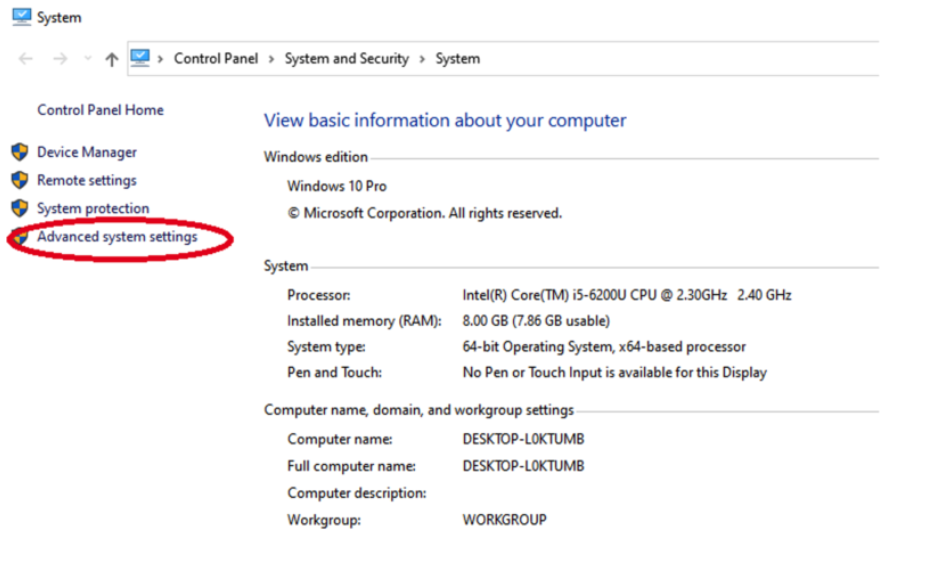 System
Control Panel > System and Security > System
Control Panel Home
Device Manager
Remote settings
System protection
Advanced system settings
View basic information about your computer
Windows edition
Windows 10 Pro
© Microsoft Corporation. All rights reserved.
System
Processor: Intel(R) Core(TM) i5-6200U CPU @ 2.30GHz 2.40 GHz
Installed memory (RAM): 8.00 GB (7.86 GB usable)
System type: 64-bit Operating System, x64-based processor
Pen and Touch: No Pen or Touch Input is available for this Display
Computer name, domain, and workgroup settings
Computer name: DESKTOP-L0KTUMB
Full computer name: DESKTOP-L0KTUMB
Computer description:
Workgroup: WORKGROUP